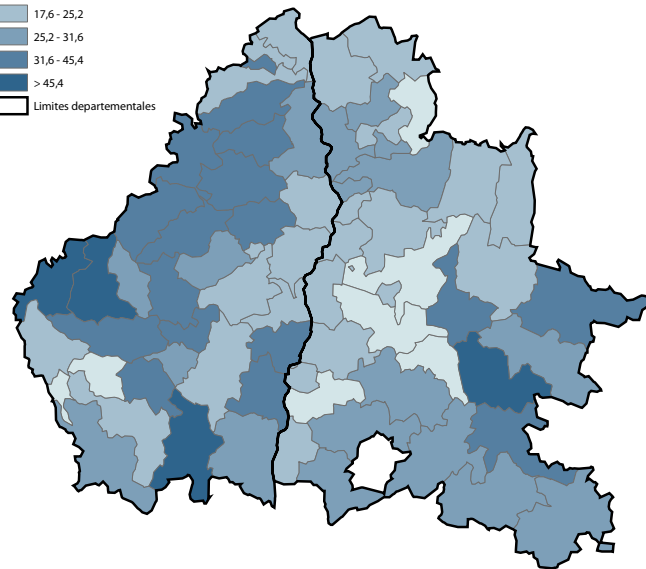 17,6 - 25,2
25,2 - 31,6
31,6 - 45,4
> 45,4
Limites departementales